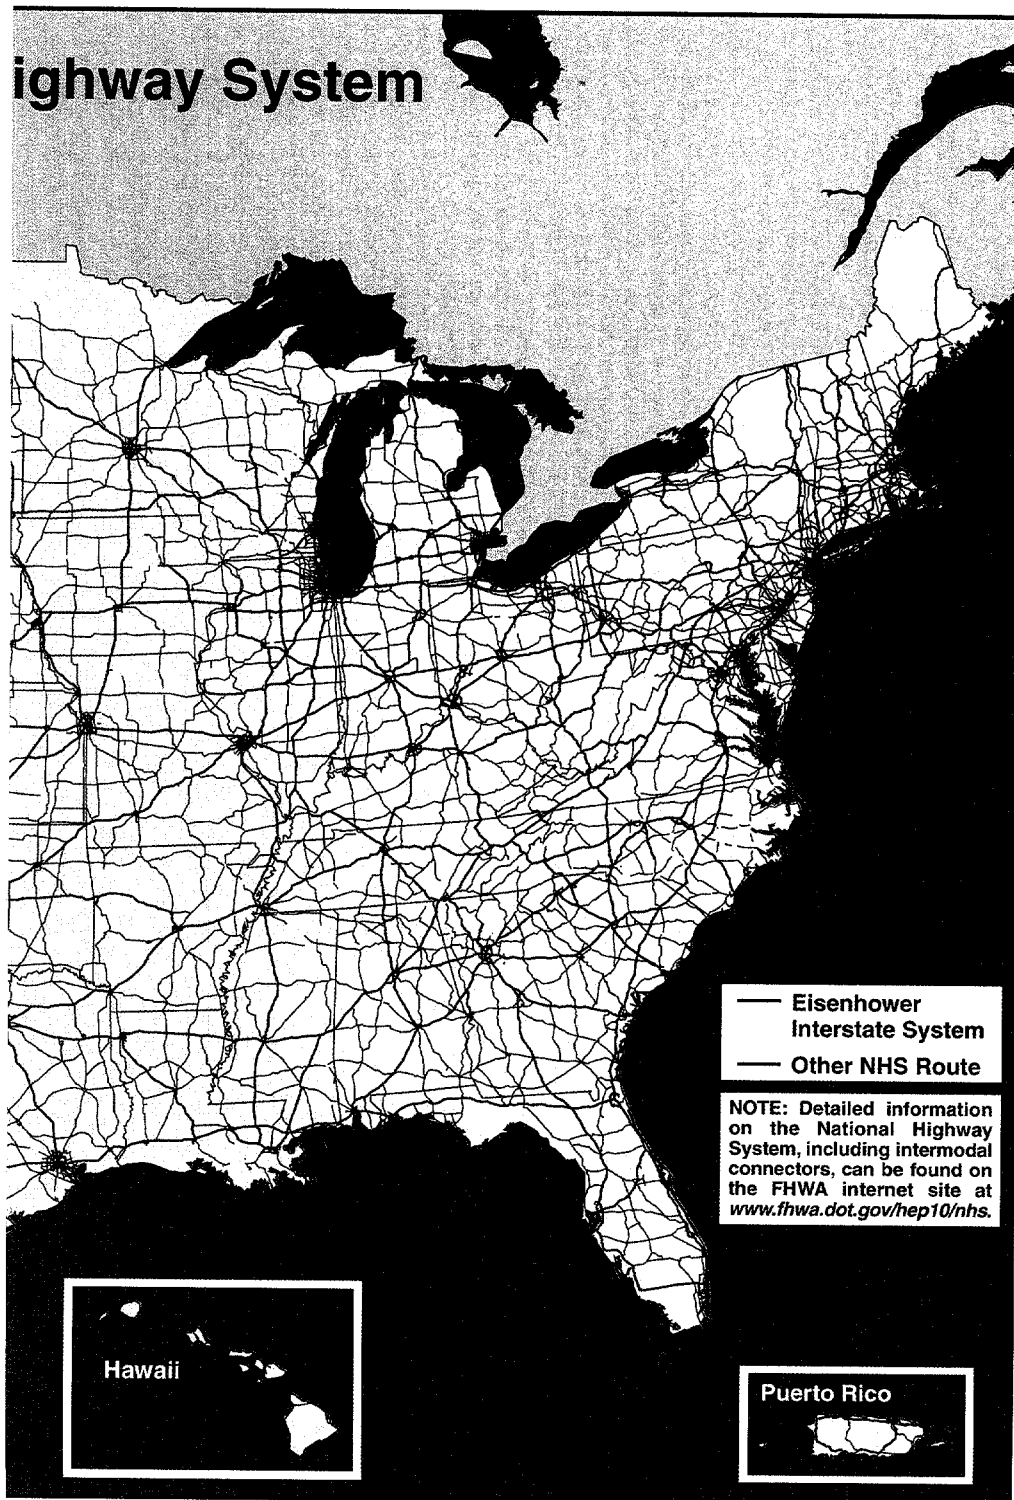 ighway System
Eisenhower
Interstate System
Other NHS Route
NOTE: Detailed information
on the National Highway
System, including intermodal
connectors, can be found on
the FHWA internet site at
www.fhwa.dot.gov/hep10/nhs.
Hawaii
Puerto Rico